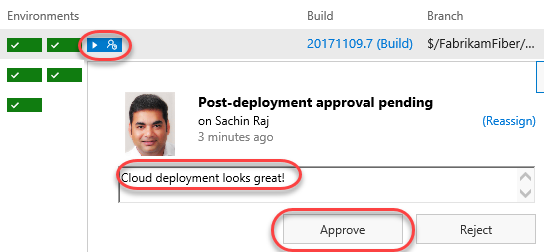 Environments Build Branch
20171109.7 (Build) $/FabrikamFiber/...
Post-deployment approval pending
on Sachin Raj (Reassign)
3 minutes ago
Cloud deployment looks great!
Approve Reject